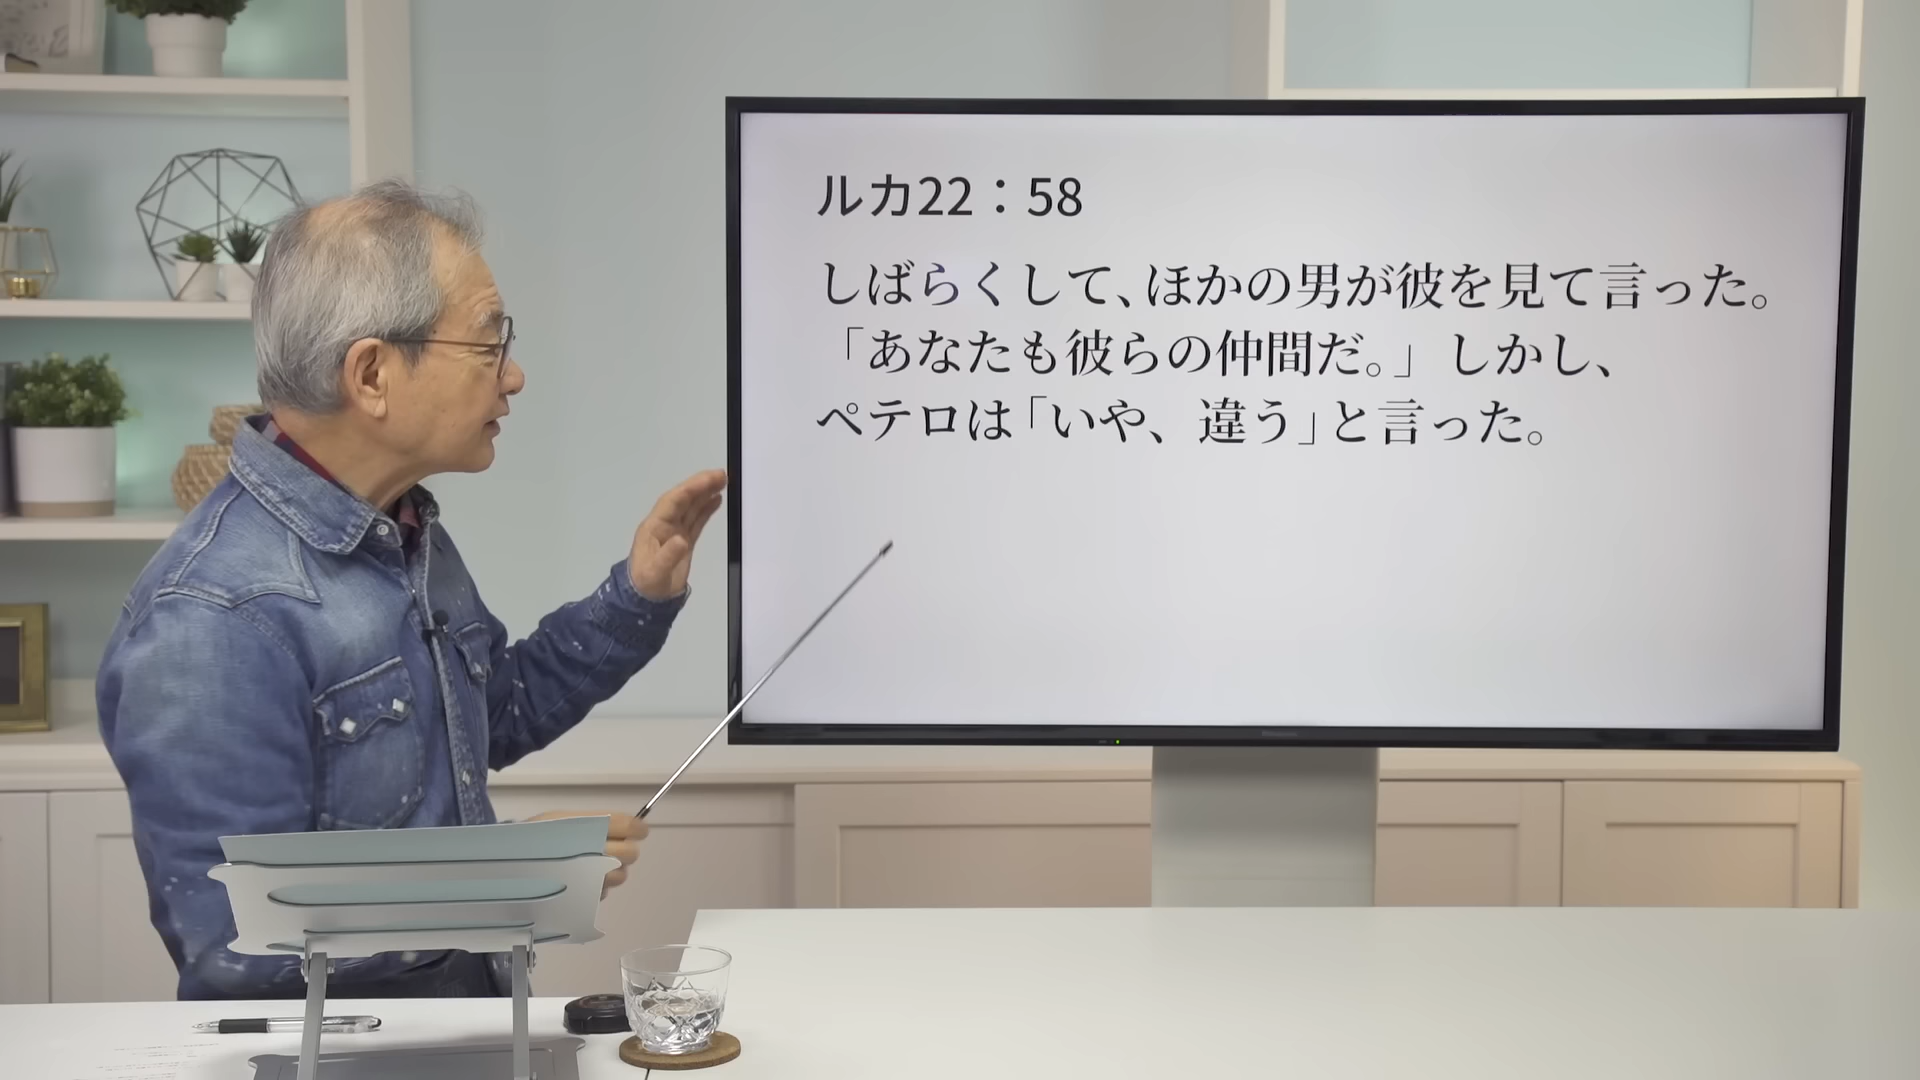 ルカ22：58
しばらくして、ほかの男が彼を見て言った。
「あなたも彼らの仲間だ。」しかし、
ペテロは「いや、違う」と言った。